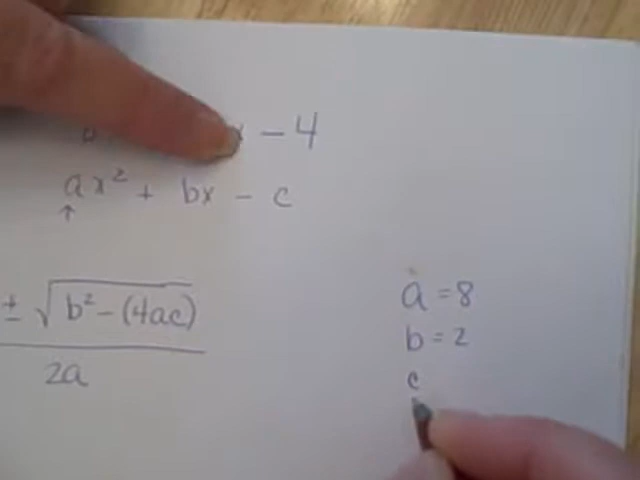 - 4
ax² + bx - c
↑
± √b² - (4ac)
2a
a = 8
b = 2
c